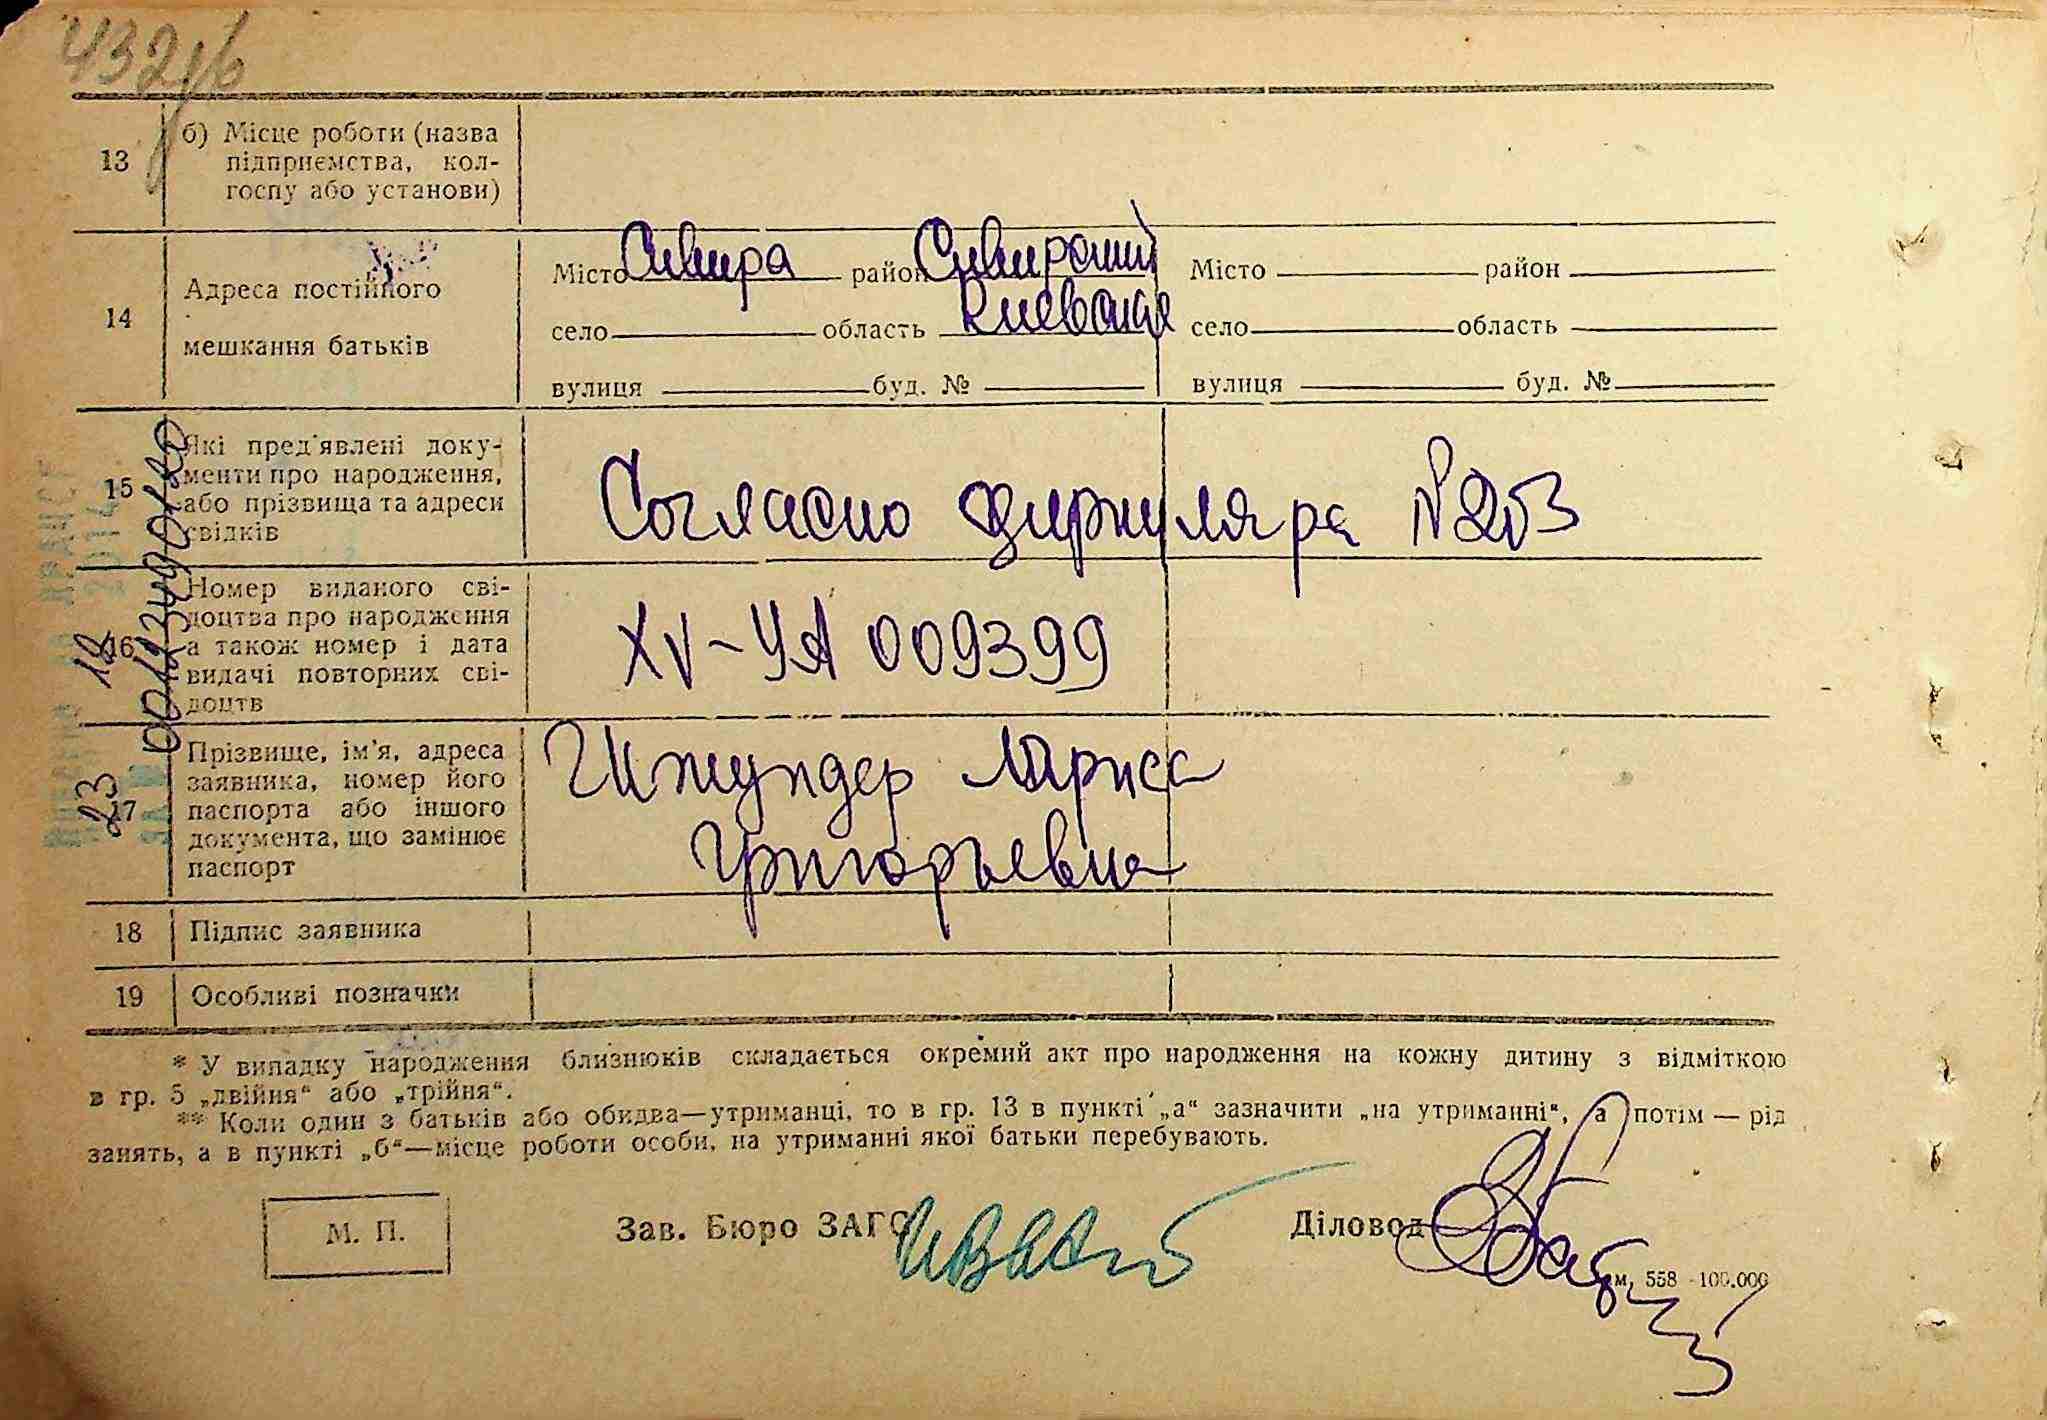 432 зб
13 б) Місце роботи (назва
підприємства, кол-
госпу або установи)
14 Адреса постійного
мешкання батьків
Місто Сквира район Сквирский Місто район
село область Киевская село область
вулиця буд. № вулиця буд. №
15 Які пред'явлені доку-
менти про народження,
або прізвища та адреси
свідків
Согласно циркуляра N203
16 Номер виданого сві-
доцтва про народження
а також номер і дата
видачі повторних сві-
доцтв
XV-УА 009399
17 Прізвище, ім'я, адреса
заявника, номер його
паспорта або іншого
документа, що замінює
паспорт
Лариса
Григорьевна
18 Підпис заявника
19 Особливі позначки
* У випадку народження близнюків складається окремий акт про народження на кожну дитину з відміткою
в гр. 5 „двійня“ або „трійня“.
** Коли один з батьків або обидва—утриманці, то в гр. 13 в пункті „а“ зазначити „на утриманні“, а потім — рід
занять, а в пункті „б“—місце роботи особи, на утриманні якої батьки перебувають.
М. П. Зав. Бюро ЗАГС Діловод
м, 558 -100.000